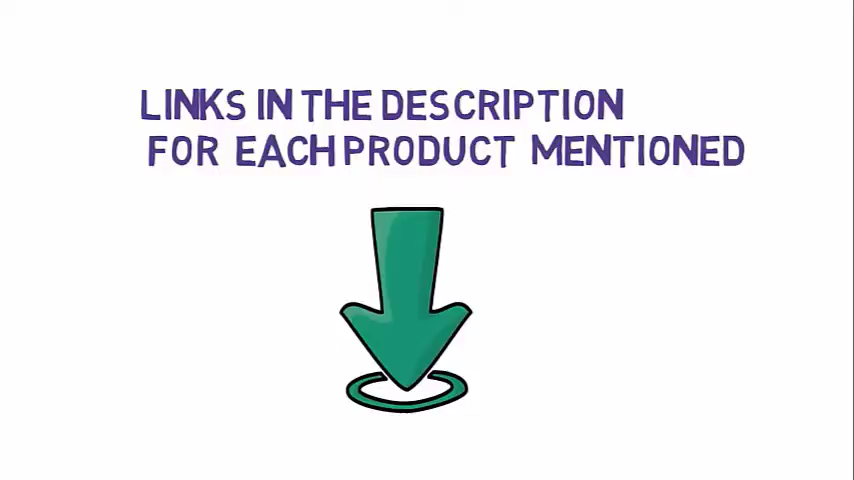 LINKS IN THE DESCRIPTION
FOR EACH PRODUCT MENTIONED